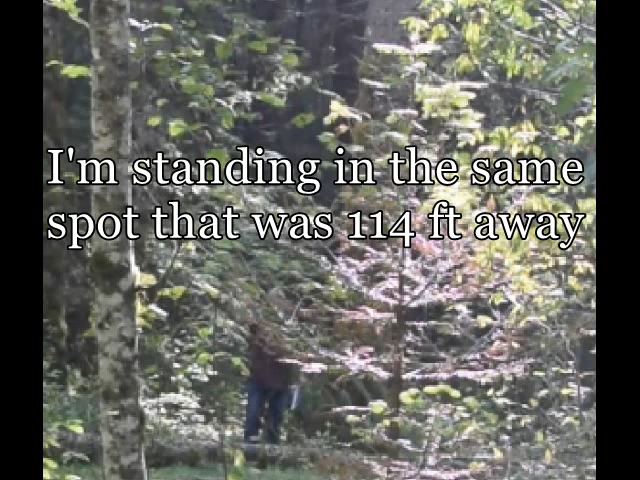 I'm standing in the same
spot that was 114 ft away